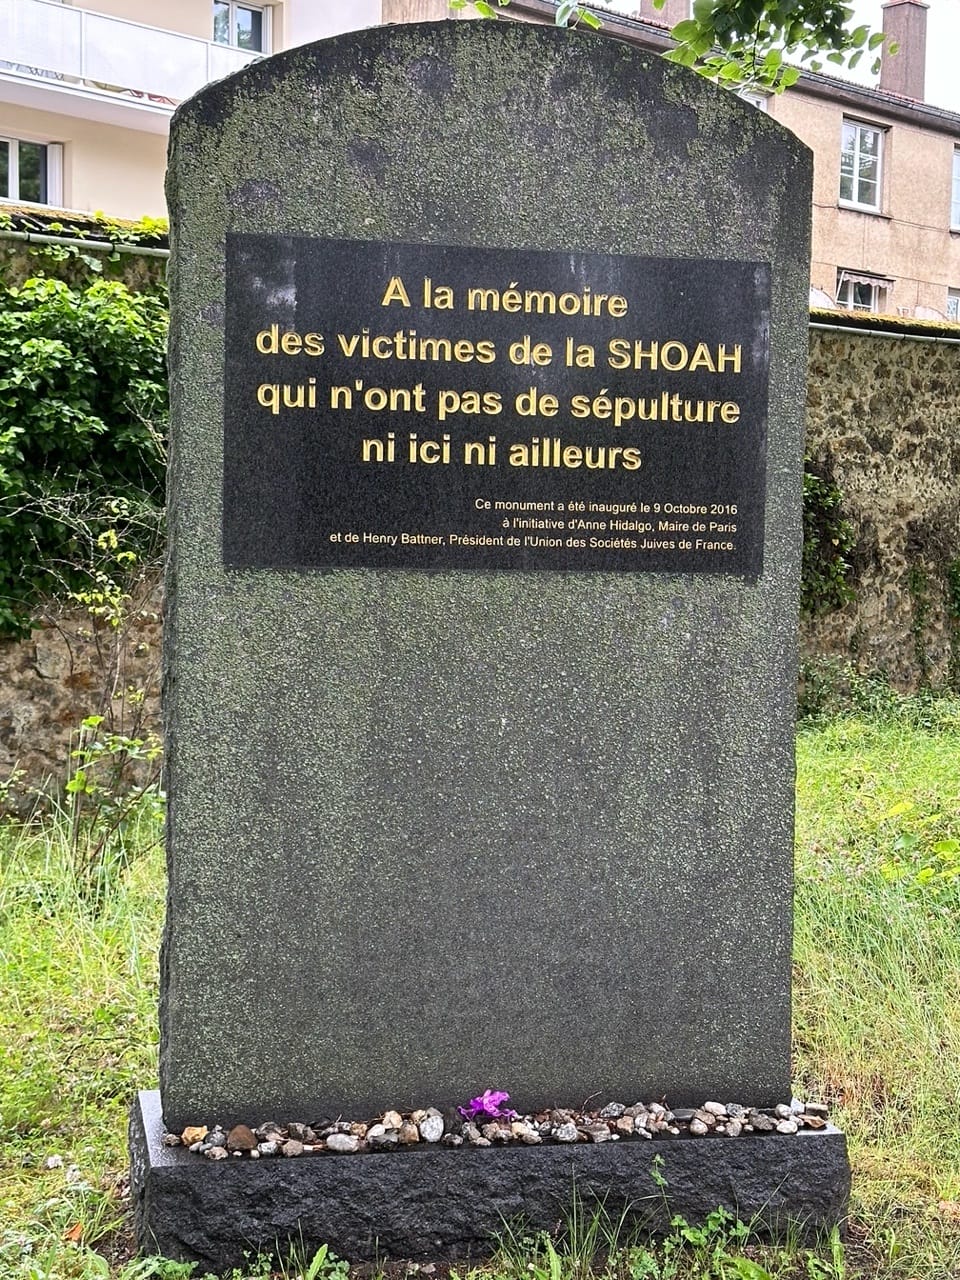 A la mémoire
des victimes de la SHOAH
qui n'ont pas de sépulture
ni ici ni ailleurs
Ce monument a été inauguré le 9 Octobre 2016
à l'initiative d'Anne Hidalgo, Maire de Paris
et de Henry Battner, Président de l'Union des Sociétés Juives de France.